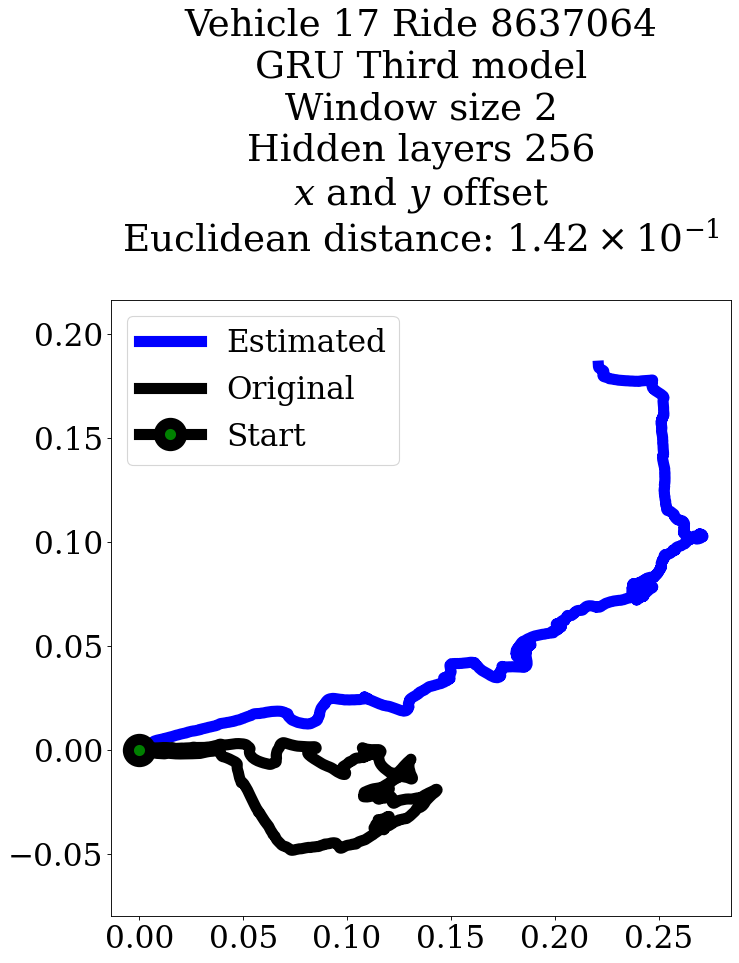 Vehicle 17 Ride 8637064
GRU Third model
Window size 2
Hidden layers 256
x and y offset
Euclidean distance: 1.42 × 10⁻¹
Estimated
Original
Start
0.20
0.15
0.10
0.05
0.00
−0.05
0.00 0.05 0.10 0.15 0.20 0.25